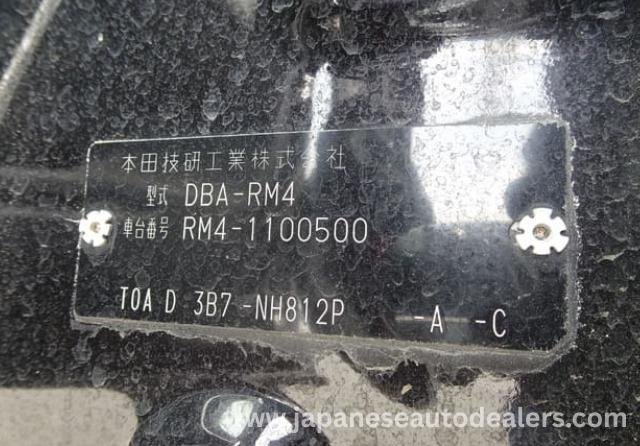 本田技研工業株式会社
型式 DBA-RM4
車台番号 RM4-1100500
T0A D 3B7 -NH812P -A -C
www.japaneseautodealers.com